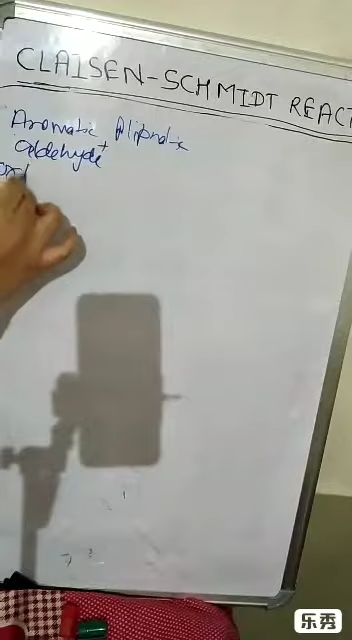 CLAISEN-SCHMIDT REACT
Aromatic Aliphatic
aldehyde +
乐秀